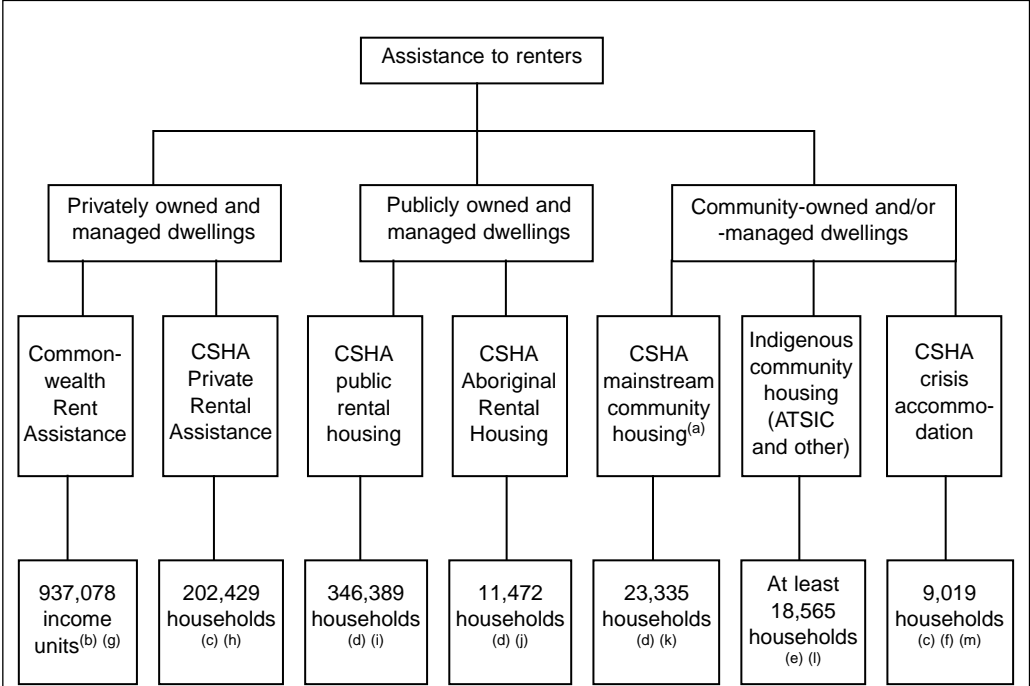 Assistance to renters
Privately owned and
managed dwellings
Publicly owned and
managed dwellings
Community-owned and/or
-managed dwellings
Common-
wealth
Rent
Assistance
CSHA
Private
Rental
Assistance
CSHA
public
rental
housing
CSHA
Aboriginal
Rental
Housing
CSHA
mainstream
community
housing(a)
Indigenous
community
housing
(ATSIC
and other)
CSHA
crisis
accommo-
dation
937,078
income
units(b) (g)
202,429
households
(c) (h)
346,389
households
(d) (i)
11,472
households
(d) (j)
23,335
households
(d) (k)
At least
18,565
households
(e) (l)
9,019
households
(c) (f) (m)